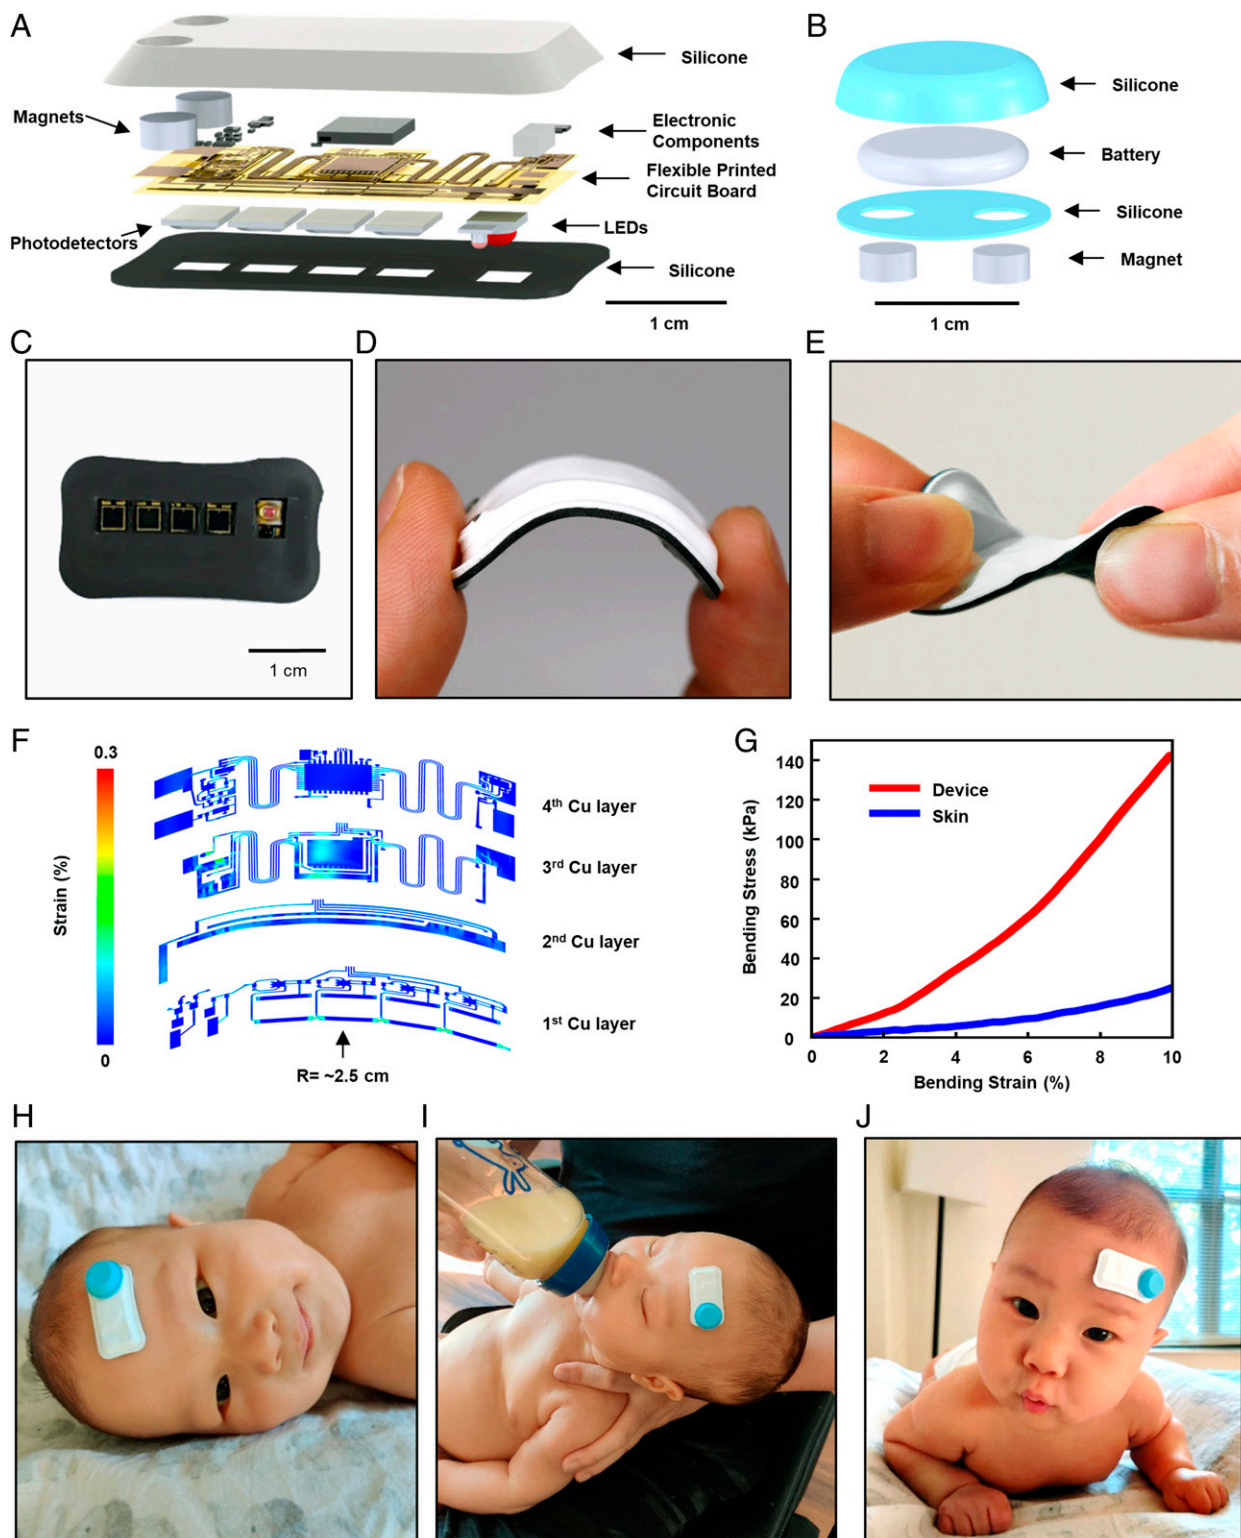 A
Silicone
Magnets
Electronic
Components
Flexible Printed
Circuit Board
Photodetectors
LEDs
Silicone
1 cm
B
Silicone
Battery
Silicone
Magnet
1 cm
C
1 cm
D
E
F
0.3
Strain (%)
0
4th Cu layer
3rd Cu layer
2nd Cu layer
1st Cu layer
R= ~2.5 cm
G
Bending Stress (kPa)
140
120
100
80
60
40
20
0
Device
Skin
0 2 4 6 8 10
Bending Strain (%)
H
I
J